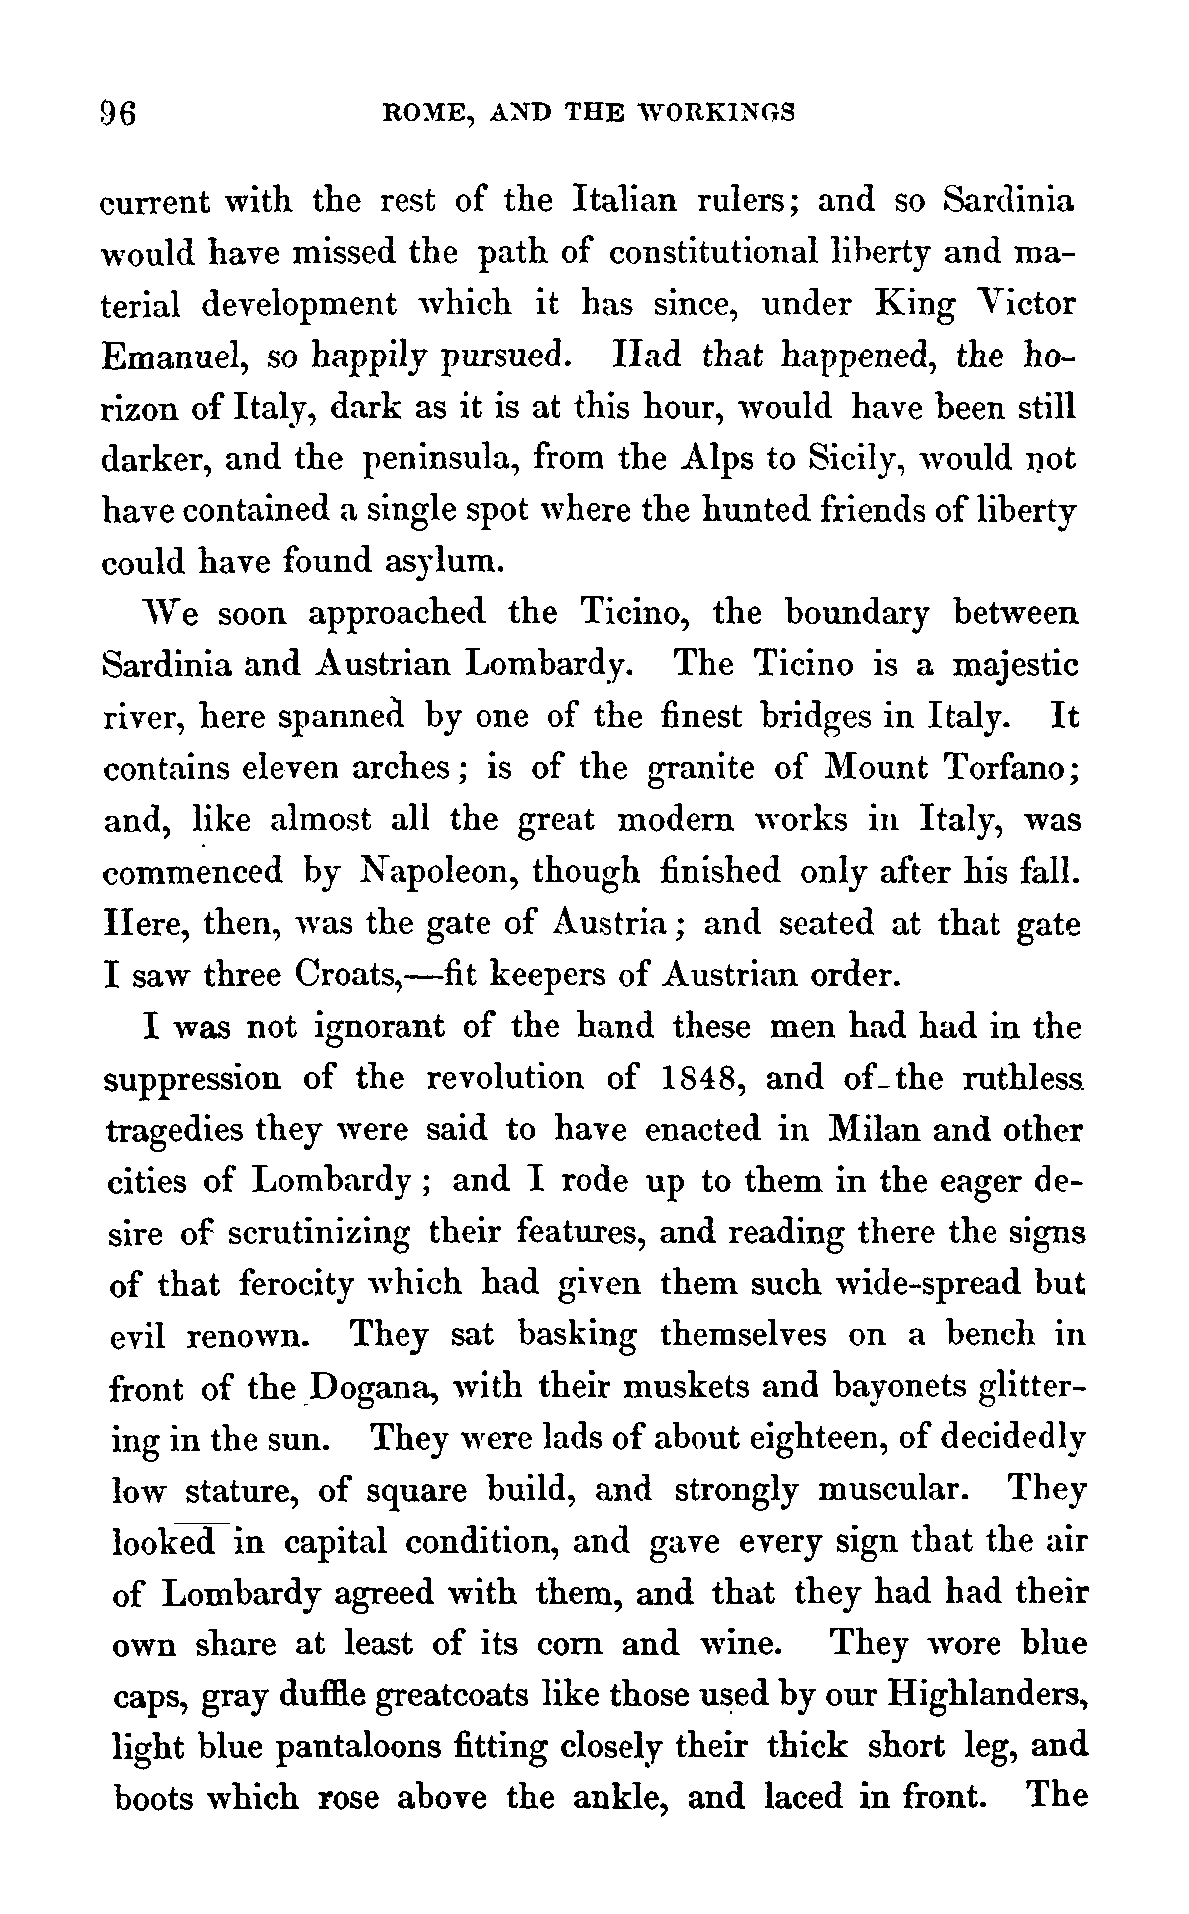 96 ROME, AND THE WORKINGS
current with the rest of the Italian rulers; and so Sardinia
would have missed the path of constitutional liberty and ma-
terial development which it has since, under King Victor
Emanuel, so happily pursued. Had that happened, the ho-
rizon of Italy, dark as it is at this hour, would have been still
darker, and the peninsula, from the Alps to Sicily, would not
have contained a single spot where the hunted friends of liberty
could have found asylum.
We soon approached the Ticino, the boundary between
Sardinia and Austrian Lombardy. The Ticino is a majestic
river, here spanned by one of the finest bridges in Italy. It
contains eleven arches; is of the granite of Mount Torfano;
and, like almost all the great modern works in Italy, was
commenced by Napoleon, though finished only after his fall.
Here, then, was the gate of Austria; and seated at that gate
I saw three Croats,—fit keepers of Austrian order.
I was not ignorant of the hand these men had had in the
suppression of the revolution of 1848, and of the ruthless
tragedies they were said to have enacted in Milan and other
cities of Lombardy; and I rode up to them in the eager de-
sire of scrutinizing their features, and reading there the signs
of that ferocity which had given them such wide-spread but
evil renown. They sat basking themselves on a bench in
front of the Dogana, with their muskets and bayonets glitter-
ing in the sun. They were lads of about eighteen, of decidedly
low stature, of square build, and strongly muscular. They
looked in capital condition, and gave every sign that the air
of Lombardy agreed with them, and that they had had their
own share at least of its corn and wine. They wore blue
caps, gray duffle greatcoats like those used by our Highlanders,
light blue pantaloons fitting closely their thick short leg, and
boots which rose above the ankle, and laced in front. The